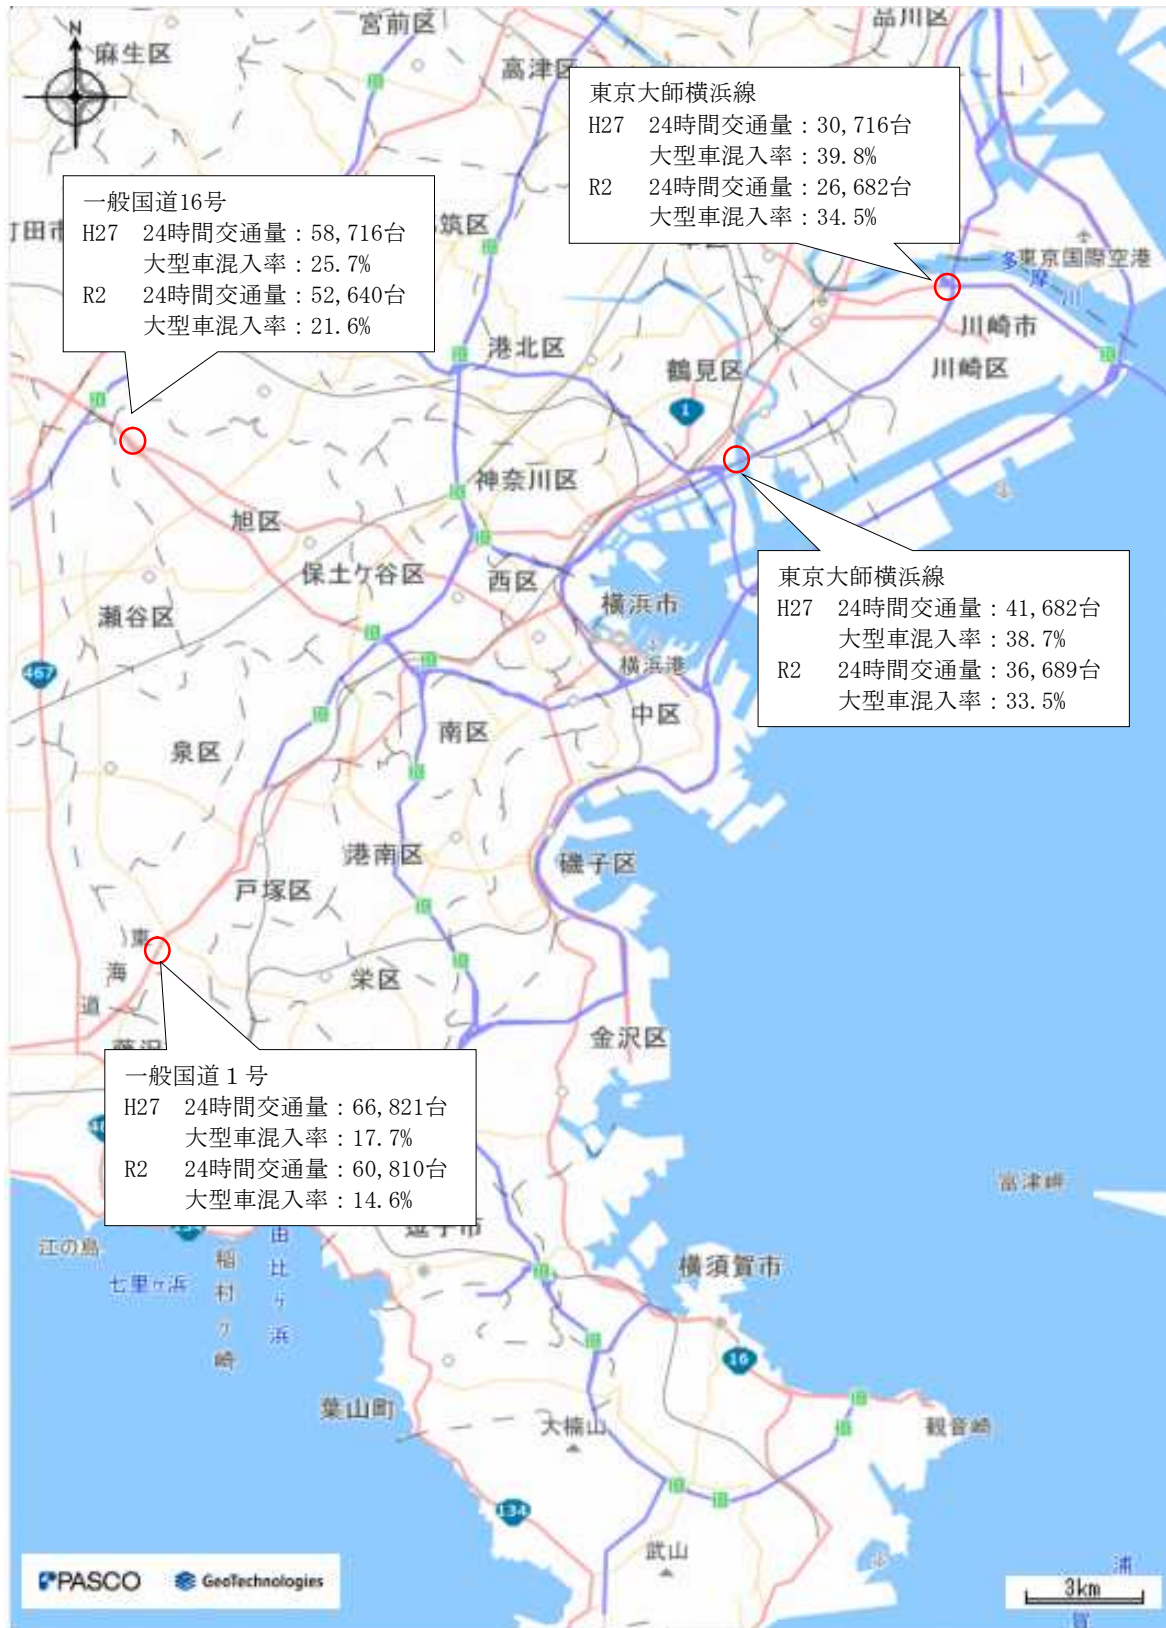 宮前区
品川区
N
麻生区
高津区
東京大師横浜線
H27 24時間交通量：30,716台
大型車混入率：39.8%
R2 24時間交通量：26,682台
大型車混入率：34.5%
一般国道16号
H27 24時間交通量：58,716台
大型車混入率：25.7%
R2 24時間交通量：52,640台
大型車混入率：21.6%
筑区
東京国際空港
多
摩
川
川崎市
港北区
鶴見区
川崎区
1
神奈川区
旭区
保土ケ谷区
西区
東京大師横浜線
H27 24時間交通量：41,682台
大型車混入率：38.7%
R2 24時間交通量：36,689台
大型車混入率：33.5%
横浜市
瀬谷区
467
横浜港
中区
南区
泉区
港南区
磯子区
戸塚区
東
海
道
栄区
金沢区
一般国道１号
H27 24時間交通量：66,821台
大型車混入率：17.7%
R2 24時間交通量：60,810台
大型車混入率：14.6%
富津岬
江の島
七里ヶ浜
稲
村
ヶ
崎
由
比
ヶ
浜
横須賀市
16
葉山町
大楠山
観音崎
134
武山
浦
賀
PASCO
GeoTechnologies
3km